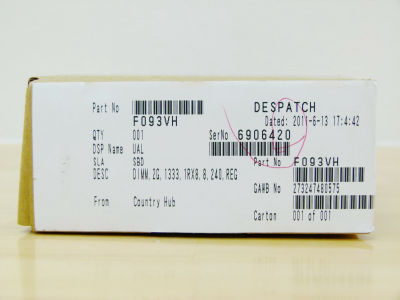 Part No
F093VH
DESPATCH
Dated: 2011-6-13 17:4:42
QTY 001
SerNo 6906420
DSP Name UAL
SLA SBD
Part No F093VH
DESC DIMM,2G,1333,1RX8,8,240,REG
GAWB No 273247480575
From Country Hub
Carton 001 of 001